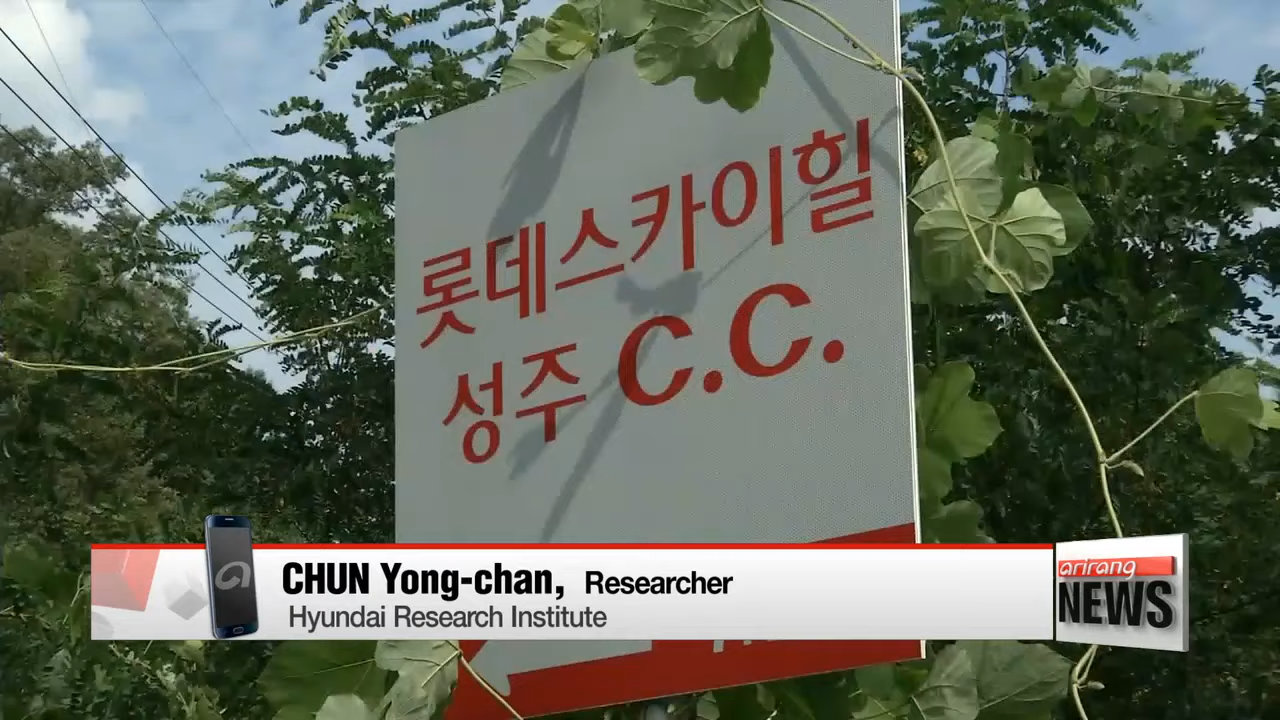 롯데스카이힐
성주 C.C.
CHUN Yong-chan, Researcher
Hyundai Research Institute
arirang
NEWS